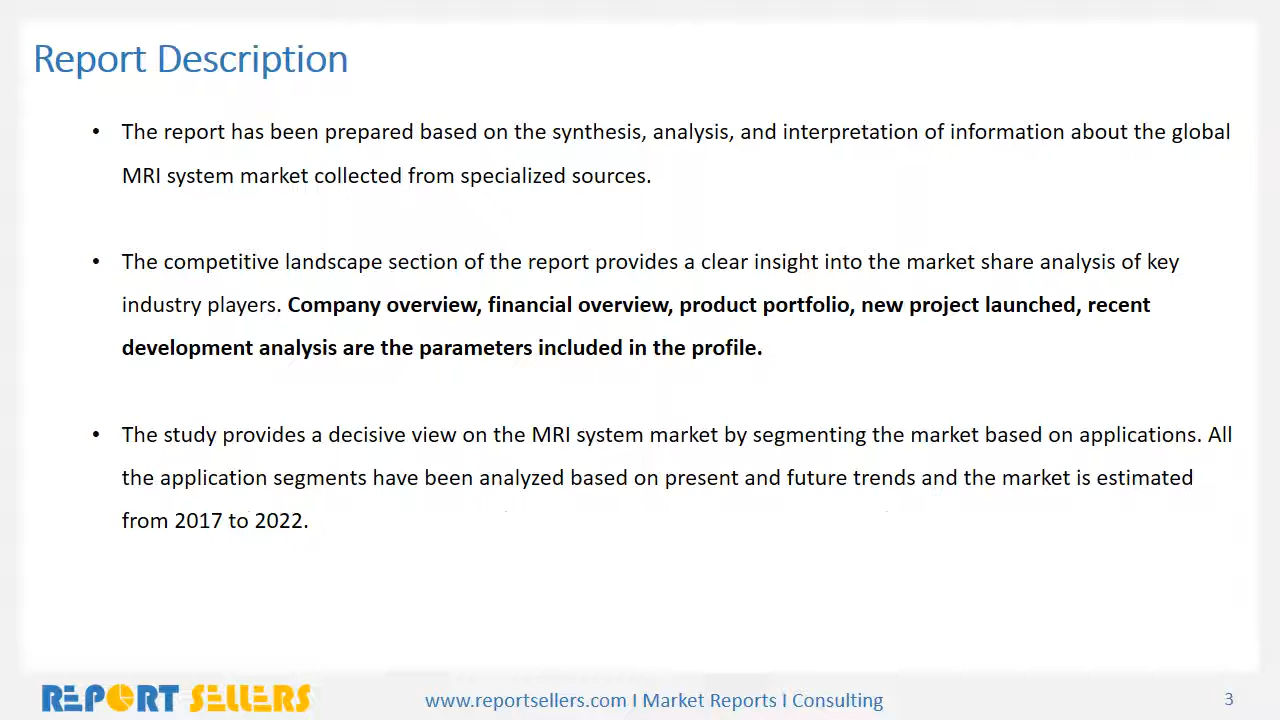 Report Description
• The report has been prepared based on the synthesis, analysis, and interpretation of information about the global
MRI system market collected from specialized sources.
• The competitive landscape section of the report provides a clear insight into the market share analysis of key
industry players. Company overview, financial overview, product portfolio, new project launched, recent
development analysis are the parameters included in the profile.
• The study provides a decisive view on the MRI system market by segmenting the market based on applications. All
the application segments have been analyzed based on present and future trends and the market is estimated
from 2017 to 2022.
REPORT SELLERS
www.reportsellers.com I Market Reports I Consulting
3